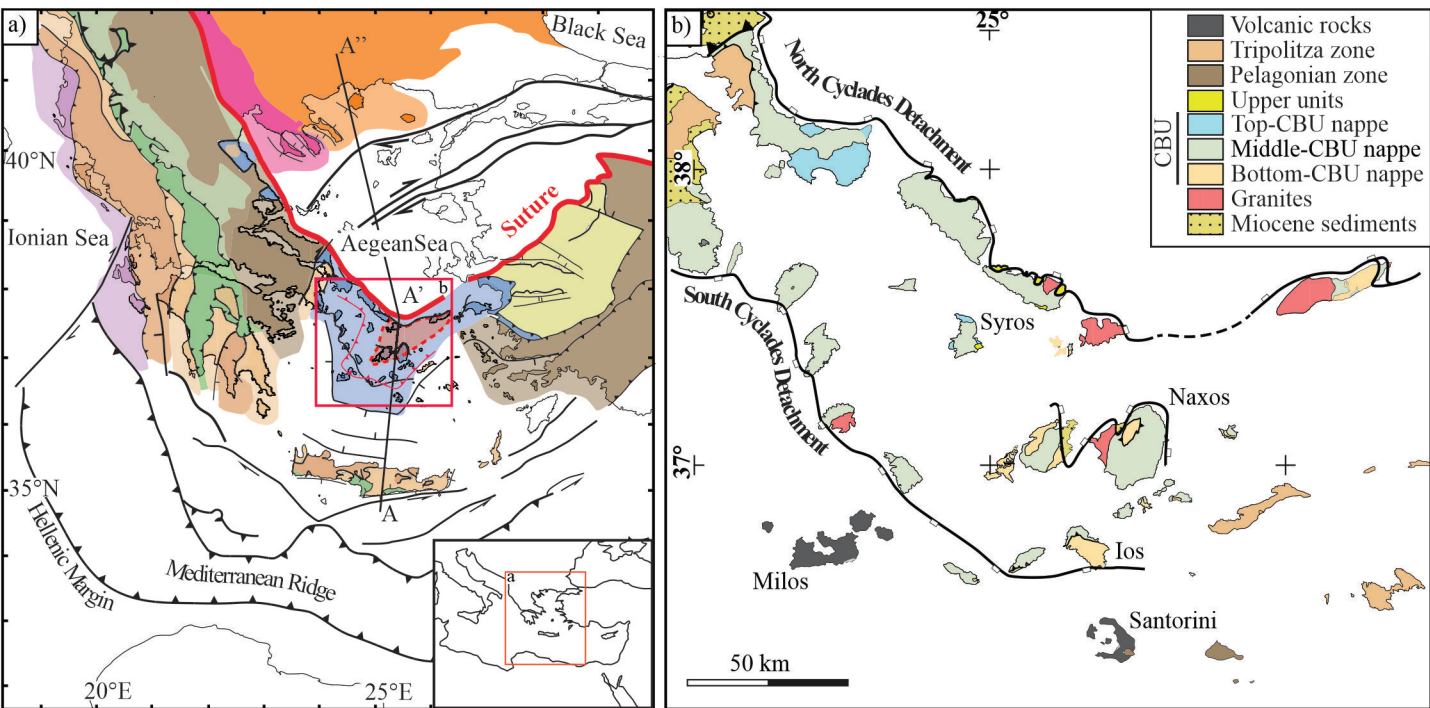 a)
Black Sea
A’’
40°N
Ionian Sea
AegeanSea
Suture
A’
b
35°N
A
Hellenic Margin
Mediterranean Ridge
20°E
25°E
a
b)
25°
North Cyclades Detachment
38°
South Cyclades Detachment
Syros
Naxos
37°
Ios
Milos
Santorini
50 km
CBU
Volcanic rocks
Tripolitza zone
Pelagonian zone
Upper units
Top-CBU nappe
Middle-CBU nappe
Bottom-CBU nappe
Granites
Miocene sediments